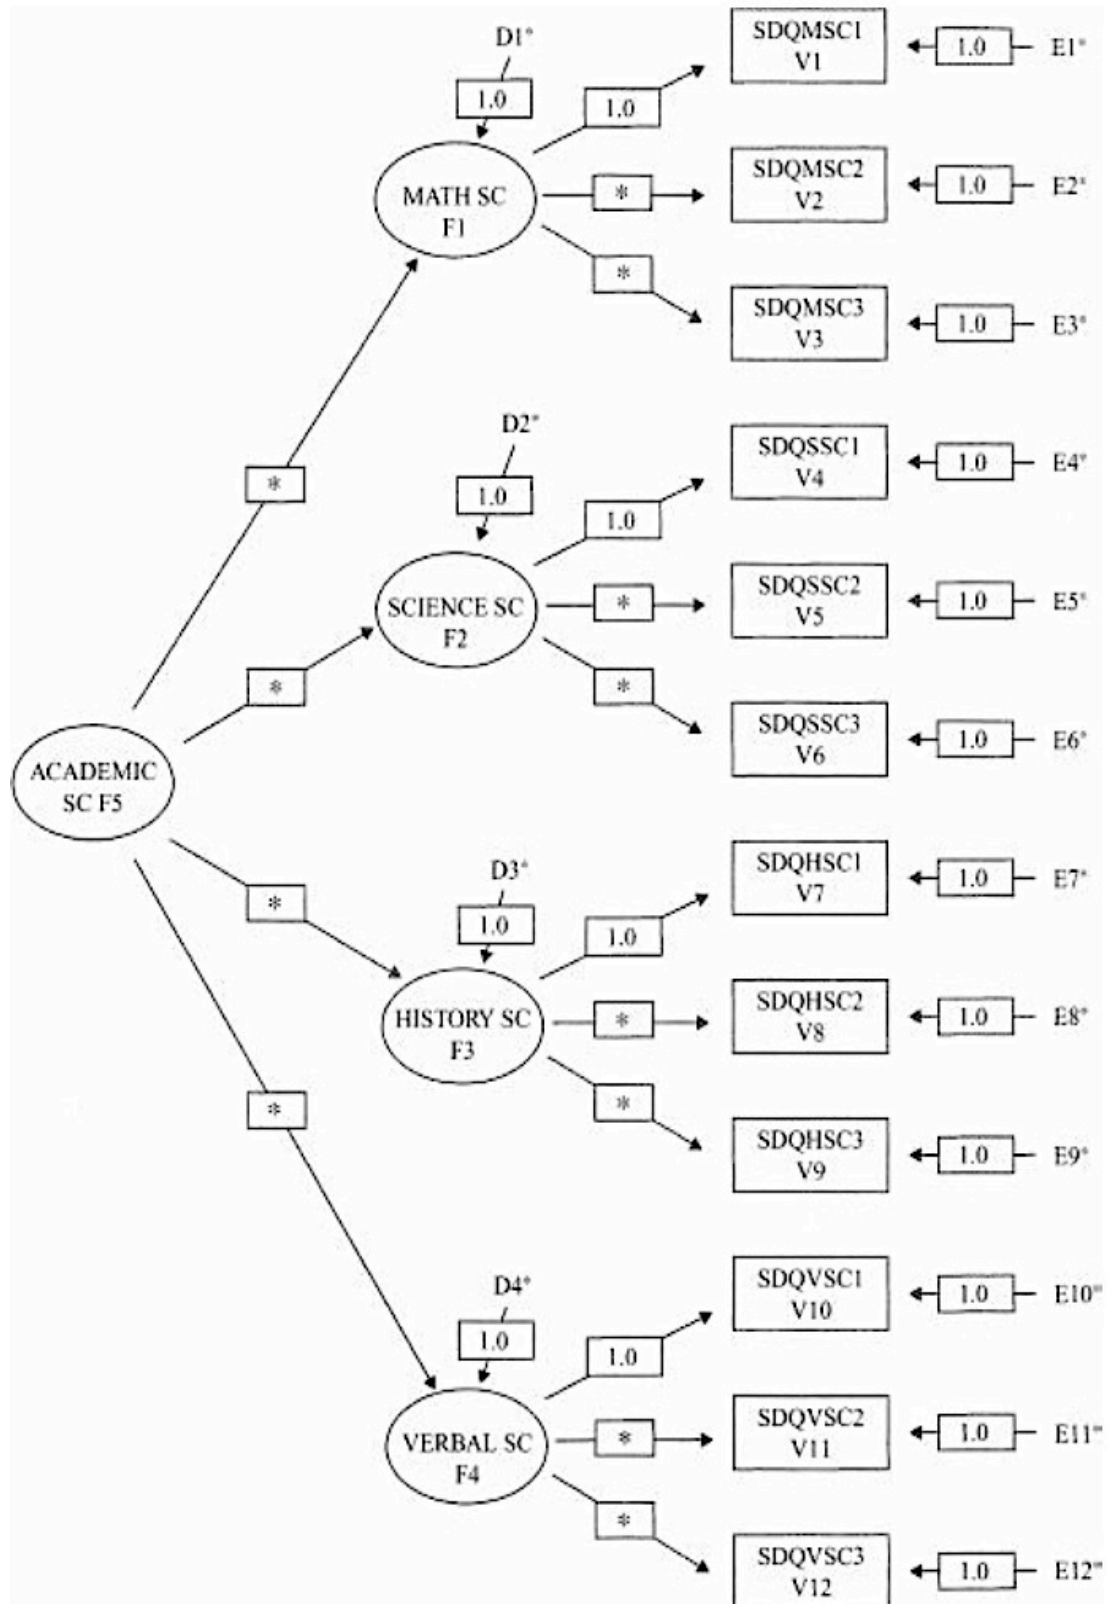 D1*
1.0
1.0
SDQMSC1
V1
1.0
E1*
MATH SC
F1
*
SDQMSC2
V2
1.0
E2*
*
SDQMSC3
V3
1.0
E3*
*
D2*
1.0
1.0
SDQSSC1
V4
1.0
E4*
SCIENCE SC
F2
*
SDQSSC2
V5
1.0
E5*
*
*
SDQSSC3
V6
1.0
E6*
ACADEMIC
SC F5
*
D3*
1.0
1.0
SDQHSC1
V7
1.0
E7*
HISTORY SC
F3
*
SDQHSC2
V8
1.0
E8*
*
*
SDQHSC3
V9
1.0
E9*
D4*
1.0
1.0
SDQVSC1
V10
1.0
E10*
VERBAL SC
F4
*
SDQVSC2
V11
1.0
E11*
*
SDQVSC3
V12
1.0
E12*